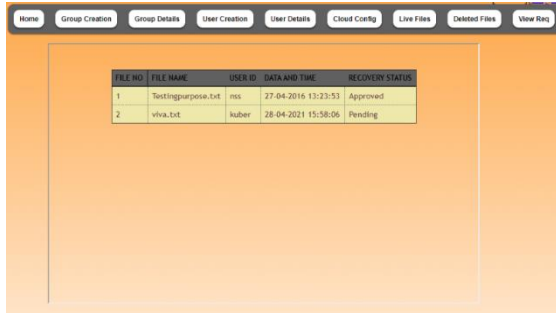 Home Group Creation Group Details User Creation User Details Cloud Config Live Files Deleted Files View Req
FILE NO FILE NAME USER ID DATA AND TIME RECOVERY STATUS
1 Testingpurpose.txt nss 27-04-2016 13:23:53 Approved
2 viva.txt kuber 28-04-2021 15:58:06 Pending